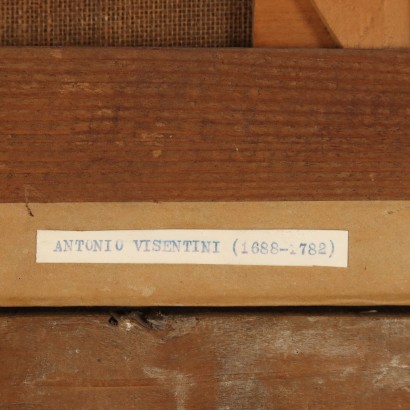 ANTONIO VISENTINI (1688-1782)